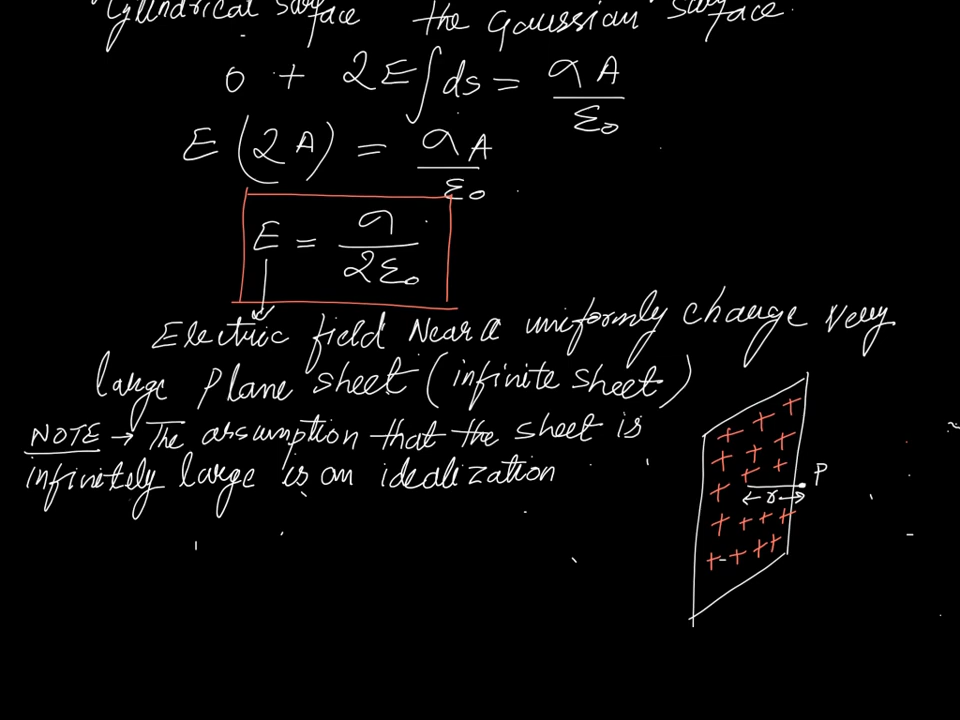 Cylindrical surface the Gaussian surface.
0 + 2E∫ds = σA/ε₀
E(2A) = σA/ε₀
E = σ/2ε₀
Electric field Near a uniformly charge very
large Plane sheet (infinite sheet)
NOTE → The assumption that the sheet is
infinitely large is an idealization
P
← r →